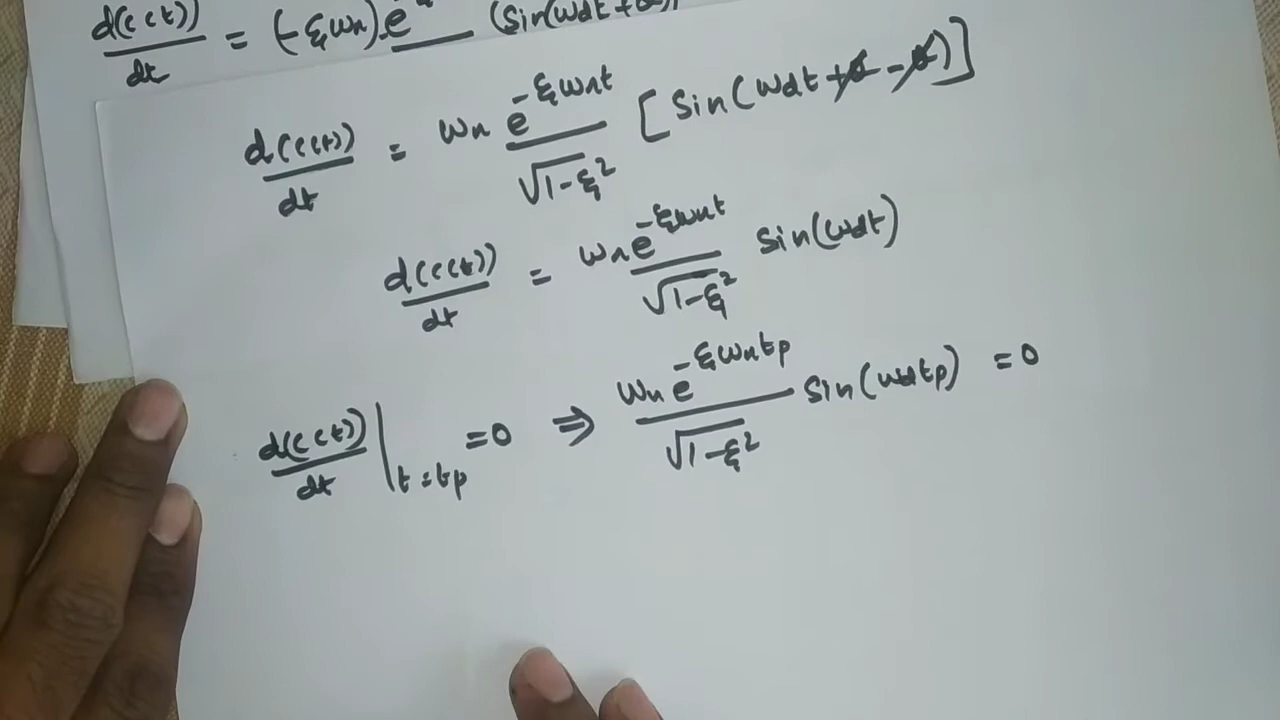 d(c(t))/dt = (-ξωn).e (Sin(ωdt+
d(c(t))/dt = ωn e^-ξωnt/√1-ξ² [Sin(ωdt+α-α)]
d(c(t))/dt = ωn e^-ξωnt/√1-ξ² Sin(ωdt)
d(c(t))/dt |t=tp =0 ⇒ ωn e^-ξωntp/√1-ξ² Sin(ωdtp) =0